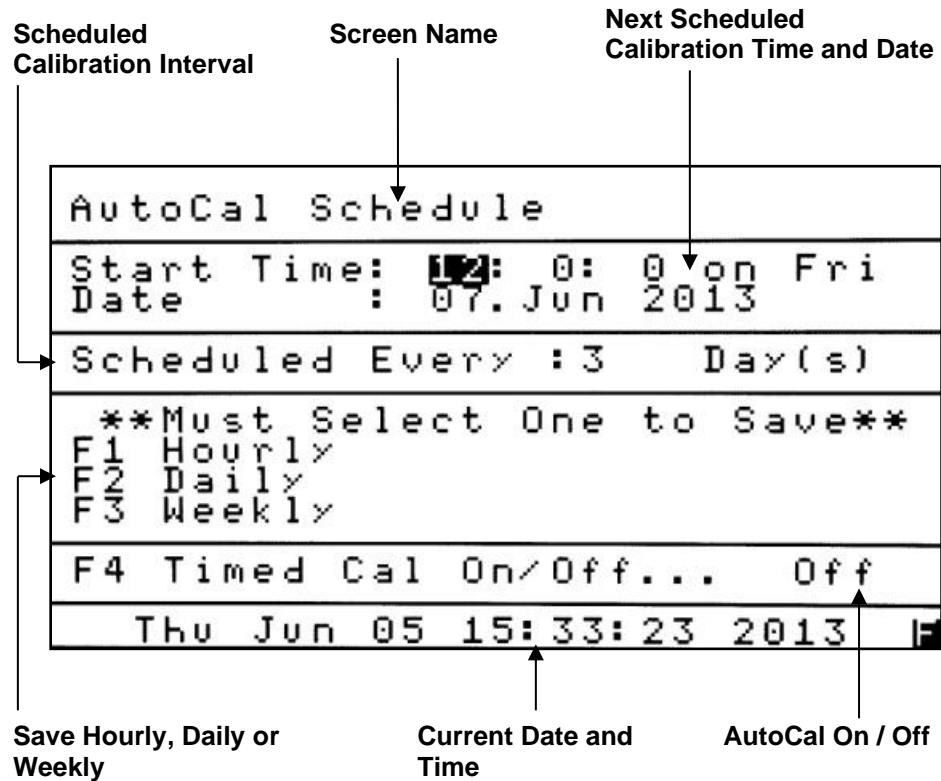 Scheduled
Calibration Interval
Screen Name
Next Scheduled
Calibration Time and Date
AutoCal Schedule
Start Time: 12: 0: 0 on Fri
Date : 07.Jun 2013
Scheduled Every :3 Day(s)
**Must Select One to Save**
F1 Hourly
F2 Daily
F3 Weekly
F4 Timed Cal On/Off... Off
Thu Jun 05 15:33:23 2013 F
Save Hourly, Daily or
Weekly
Current Date and
Time
AutoCal On / Off